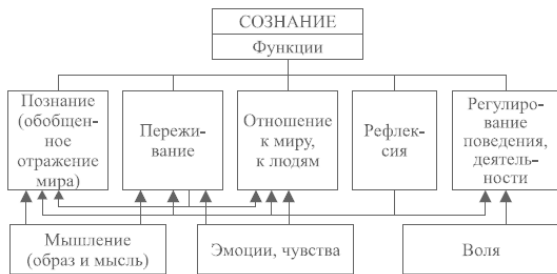 СОЗНАНИЕ
Функции
Познание
(обобщен-
ное
отражение
мира)
Пережи-
вание
Отношение
к миру,
к людям
Рефлек-
сия
Регулиро-
вание
поведения,
деятель-
ности
Мышление
(образ и мысль)
Эмоции, чувства
Воля